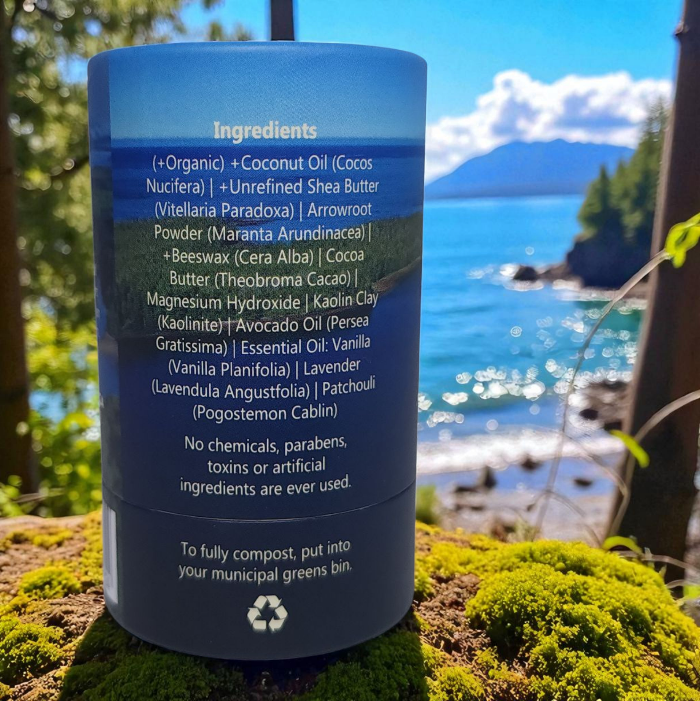 Ingredients
(+Organic) +Coconut Oil (Cocos
Nucifera) | +Unrefined Shea Butter
(Vitellaria Paradoxa) | Arrowroot
Powder (Maranta Arundinacea) |
+Beeswax (Cera Alba) | Cocoa
Butter (Theobroma Cacao) |
Magnesium Hydroxide | Kaolin Clay
(Kaolinite) | Avocado Oil (Persea
Gratissima) | Essential Oil: Vanilla
(Vanilla Planifolia) | Lavender
(Lavendula Angustfolia) | Patchouli
(Pogostemon Cablin)
No chemicals, parabens,
toxins or artificial
ingredients are ever used.
To fully compost, put into
your municipal greens bin.